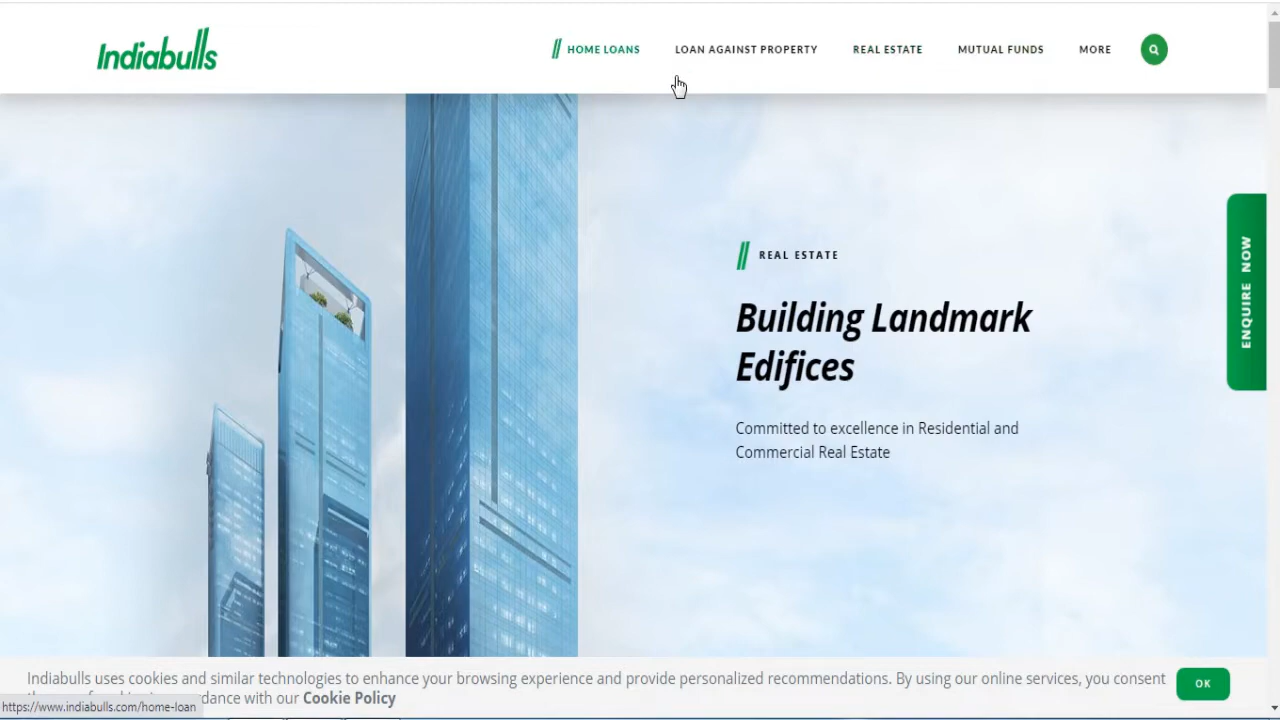 Indiabulls
HOME LOANS
LOAN AGAINST PROPERTY
REAL ESTATE
MUTUAL FUNDS
MORE
REAL ESTATE
Building Landmark
Edifices
Committed to excellence in Residential and
Commercial Real Estate
ENQUIRE NOW
Indiabulls uses cookies and similar technologies to enhance your browsing experience and provide personalized recommendations. By using our online services, you consent
dance with our Cookie Policy
OK
https://www.indiabulls.com/home-loan